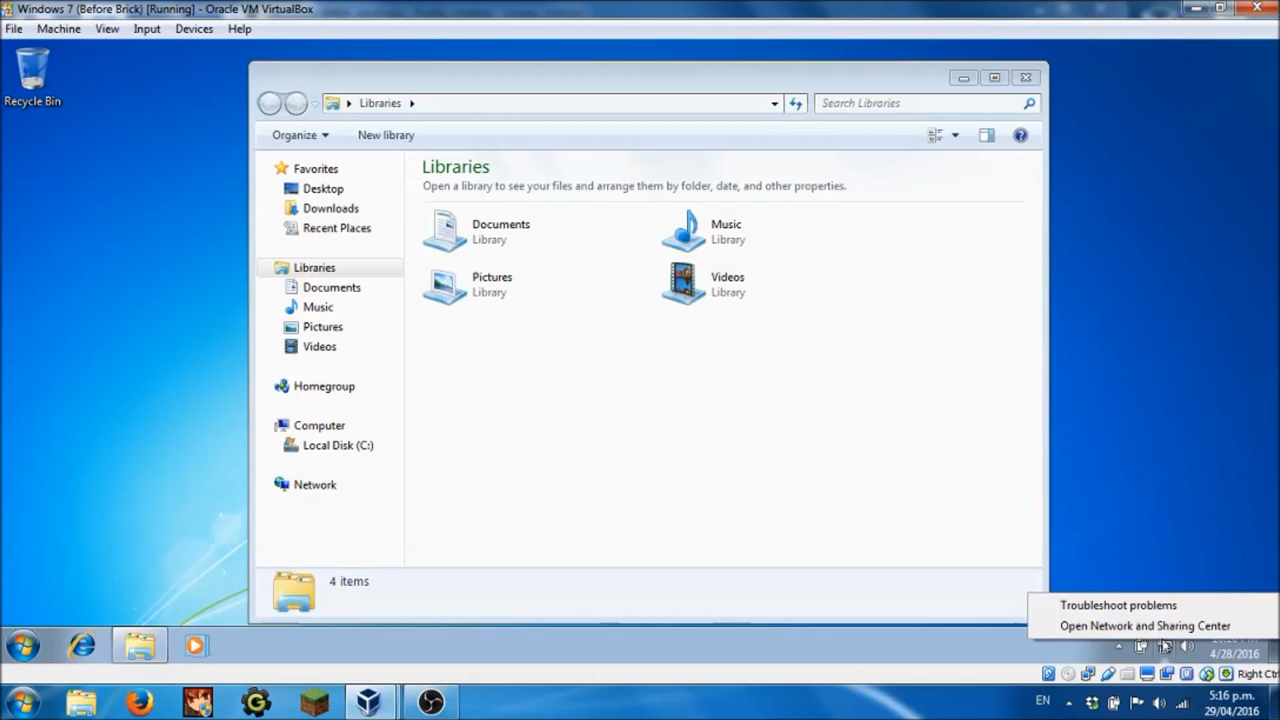 Windows 7 (Before Brick) [Running] - Oracle VM VirtualBox
File Machine View Input Devices Help
Recycle Bin
Libraries
Search Libraries
Organize New library
Favorites
Desktop
Downloads
Recent Places
Libraries
Documents
Music
Pictures
Videos
Homegroup
Computer
Local Disk (C:)
Network
Libraries
Open a library to see your files and arrange them by folder, date, and other properties.
Documents
Library
Music
Library
Pictures
Library
Videos
Library
4 items
Troubleshoot problems
Open Network and Sharing Center
4/28/2016
Right Ctrl
EN
5:16 p.m.
29/04/2016